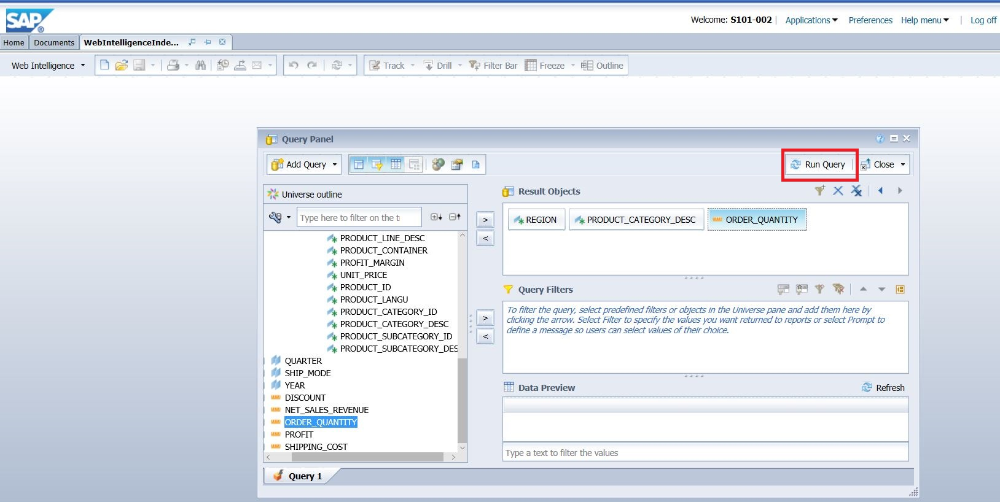 SAP ®
Welcome: S101-002 | Applications Preferences Help menu | Log off
Home Documents WebIntelligenceInde...
Web Intelligence Track Drill Filter Bar Freeze Outline
Query Panel
Add Query Run Query Close
Universe outline
Type here to filter on the t
PRODUCT_LINE_DESC
PRODUCT_CONTAINER
PROFIT_MARGIN
UNIT_PRICE
PRODUCT_ID
PRODUCT_LANGU
PRODUCT_CATEGORY_ID
PRODUCT_CATEGORY_DESC
PRODUCT_SUBCATEGORY_ID
PRODUCT_SUBCATEGORY_DES
QUARTER
SHIP_MODE
YEAR
DISCOUNT
NET_SALES_REVENUE
ORDER_QUANTITY
PROFIT
SHIPPING_COST
>
<
>
<
Result Objects
REGION PRODUCT_CATEGORY_DESC ORDER_QUANTITY
Query Filters
To filter the query, select predefined filters or objects in the Universe pane and add them here by
clicking the arrow. Select Filter to specify the values you want returned to reports or select Prompt to
define a message so users can select values of their choice.
Data Preview Refresh
Type a text to filter the values
Query 1